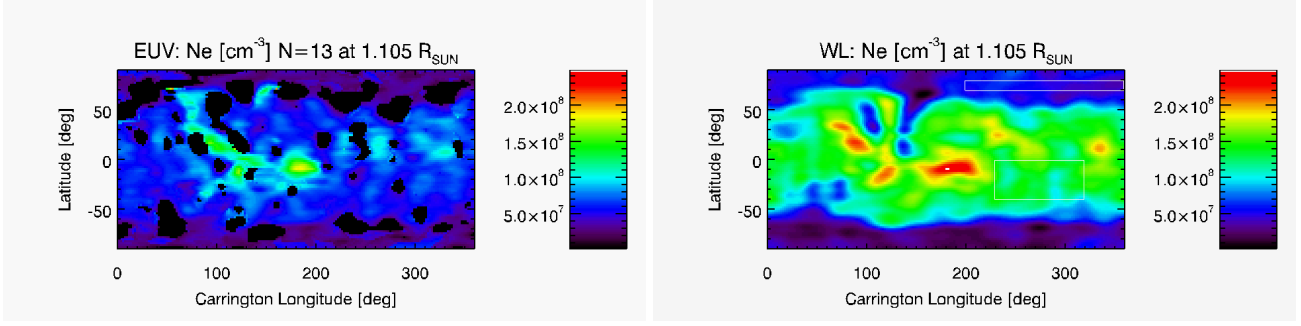 EUV: Ne [cm⁻³] N=13 at 1.105 R_SUN
50
0
-50
Latitude [deg]
0 100 200 300
Carrington Longitude [deg]
2.0×10⁸
1.5×10⁸
1.0×10⁸
5.0×10⁷
WL: Ne [cm⁻³] at 1.105 R_SUN
50
0
-50
Latitude [deg]
0 100 200 300
Carrington Longitude [deg]
2.0×10⁸
1.5×10⁸
1.0×10⁸
5.0×10⁷